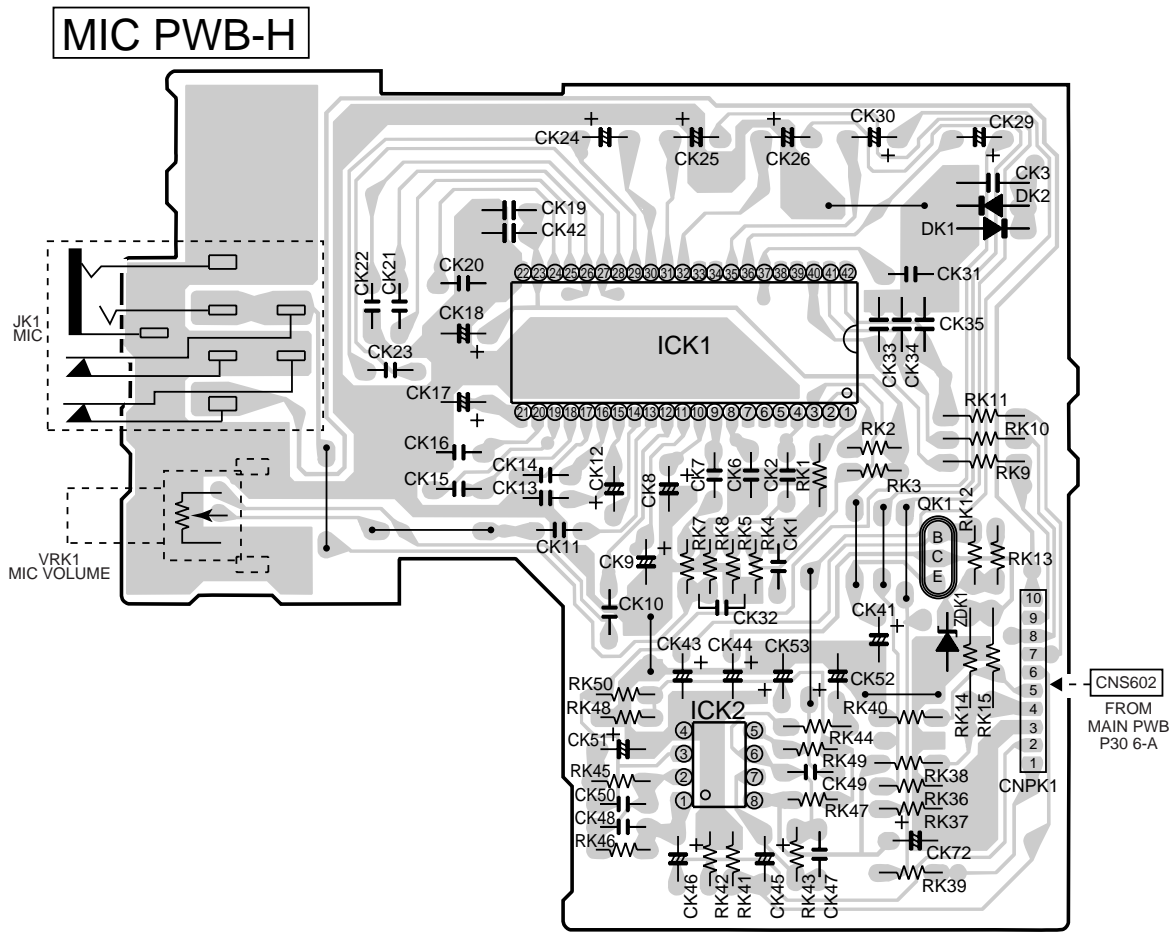 MIC PWB-H
CK24
+
CK25
+
CK26
+
CK30
+
CK29
+
CK3
DK2
DK1
CK19
CK42
CK22
CK21
CK20
CK18
+
CK23
CK17
+
CK31
CK33
CK34
CK35
22 23 24 25 26 27 28 29 30 31 32 33 34 35 36 37 38 39 40 41 42
ICK1
21 20 19 18 17 16 15 14 13 12 11 10 9 8 7 6 5 4 3 2 1
JK1
MIC
RK11
RK10
RK9
RK2
RK3
CK16
CK15
CK14
CK13
CK12
+
CK8
+
CK7
CK6
CK2
RK1
VRK1
MIC VOLUME
CK11
CK9
+
RK7
RK8
RK5
RK4
CK1
QK1
B
C
E
RK12
RK13
CK10
CK32
CK41
+
ZDK1
10
9
8
7
6
5
4
3
2
1
CNPK1
CNS602
FROM
MAIN PWB
P30 6-A
CK43
+
CK44
+
CK53
+
CK52
+
RK14
RK15
RK50
RK48
CK51
+
RK45
CK50
CK48
RK46
ICK2
4 5
3 6
2 7
1 8
RK40
RK44
RK49
CK49
RK47
RK38
RK36
RK37
+
CK72
RK39
CK46
+
RK42
RK41
CK45
+
RK43
CK47